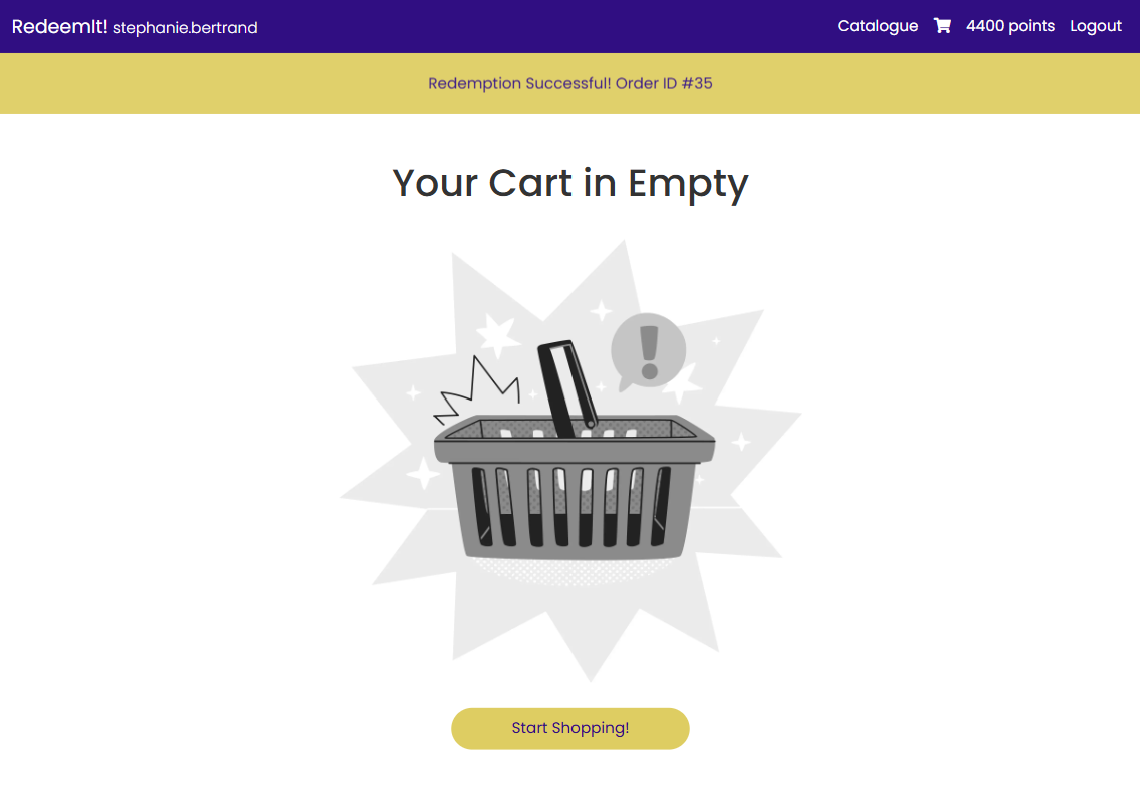 RedeemIt! stephanie.bertrand Catalogue 4400 points Logout
Redemption Successful! Order ID #35
Your Cart in Empty
!
Start Shopping!